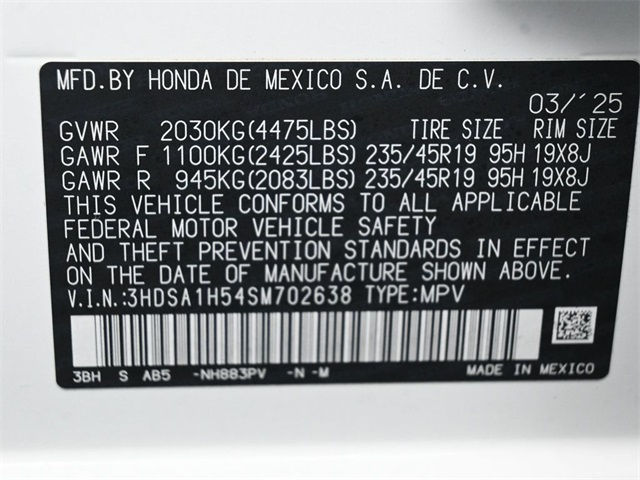 MFD.BY HONDA DE MEXICO S.A. DE C.V.
03/'25
GVWR 2030KG(4475LBS) TIRE SIZE RIM SIZE
GAWR F 1100KG(2425LBS) 235/45R19 95H 19X8J
GAWR R 945KG(2083LBS) 235/45R19 95H 19X8J
THIS VEHICLE CONFORMS TO ALL APPLICABLE
FEDERAL MOTOR VEHICLE SAFETY
AND THEFT PREVENTION STANDARDS IN EFFECT
ON THE DATE OF MANUFACTURE SHOWN ABOVE.
V.I.N.:3HDSA1H54SM702638 TYPE:MPV
3BH S AB5 -NH883PV -N -M MADE IN MEXICO